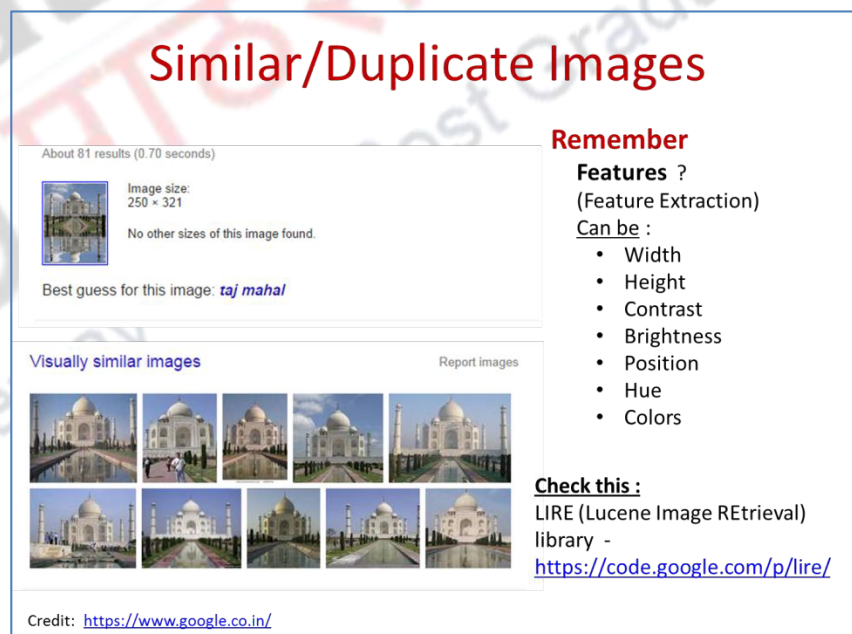 Similar/Duplicate Images
About 81 results (0.70 seconds)
Image size:
250 × 321
No other sizes of this image found.
Best guess for this image: taj mahal
Visually similar images
Report images
Remember
Features ?
(Feature Extraction)
Can be :
• Width
• Height
• Contrast
• Brightness
• Position
• Hue
• Colors
Check this :
LIRE (Lucene Image REtrieval)
library -
https://code.google.com/p/lire/
Credit: https://www.google.co.in/